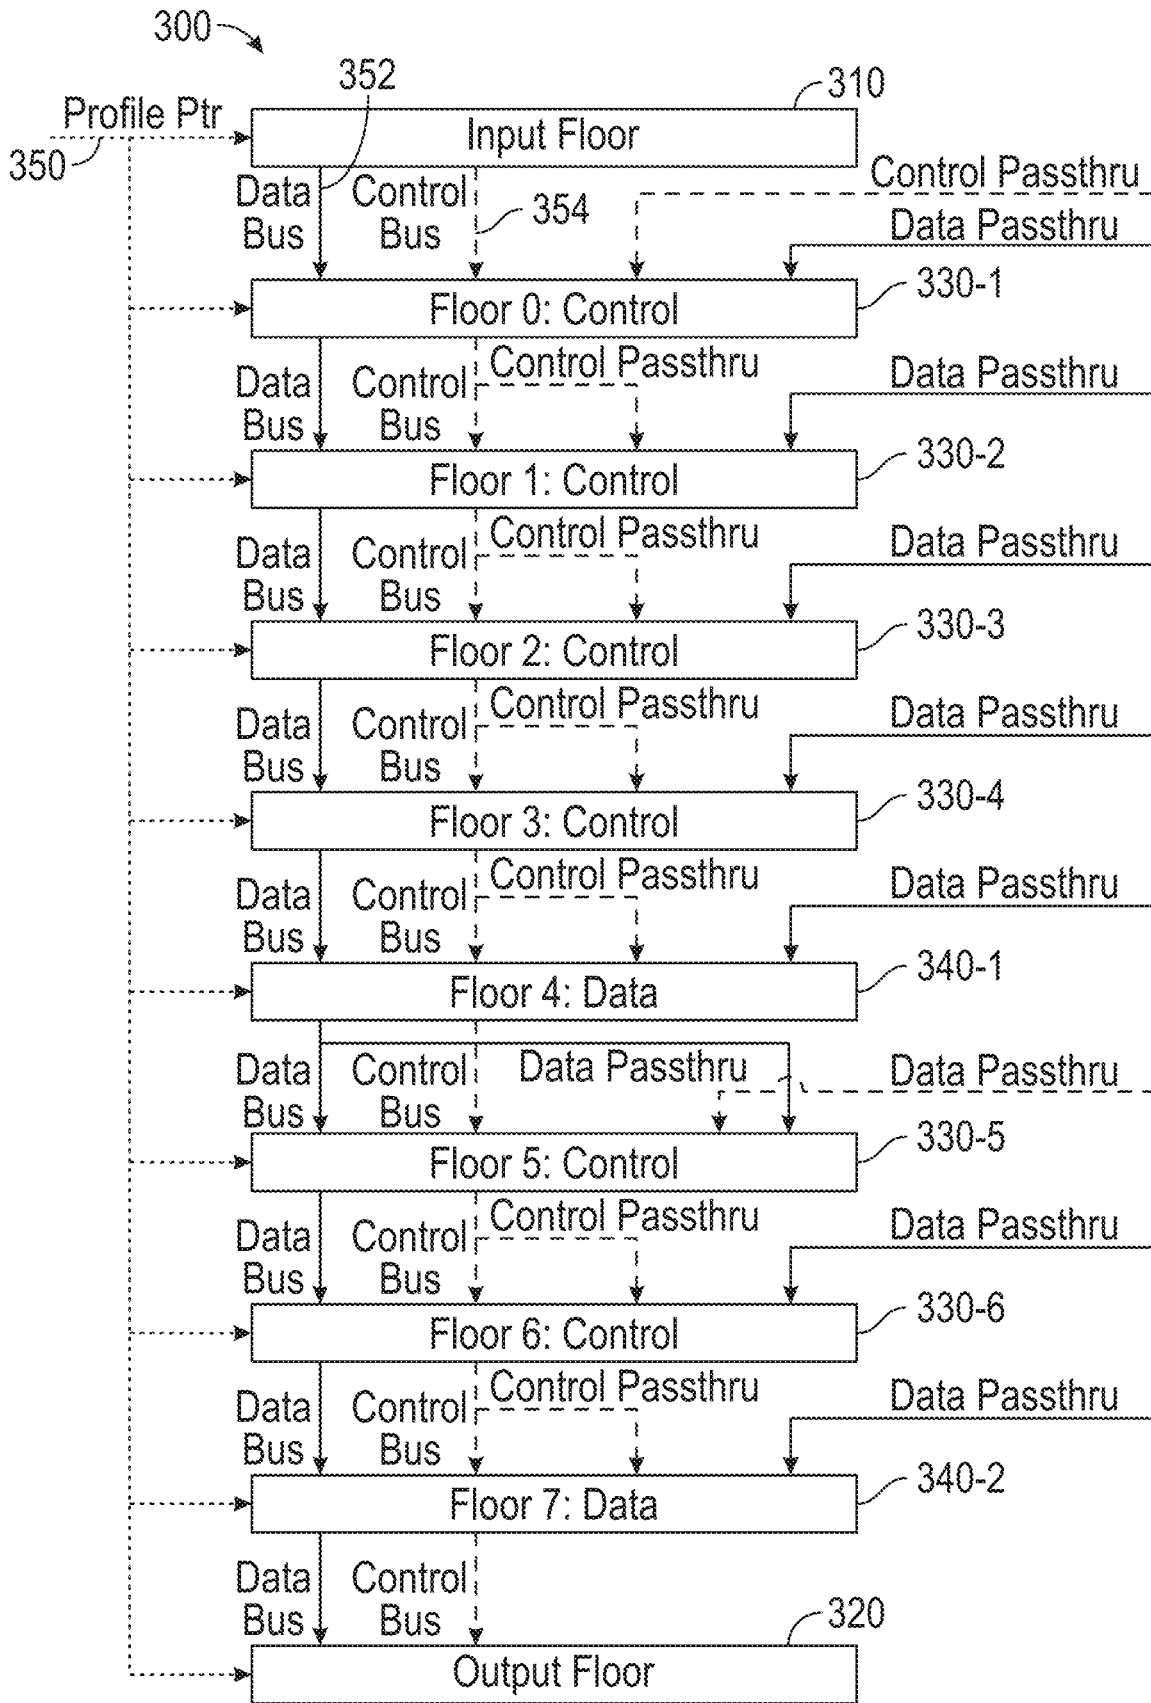 300
352
310
Profile Ptr
Input Floor
350
Data Bus
Control Bus
354
Control Passthru
Data Passthru
330-1
Floor 0: Control
Data Bus
Control Bus
Control Passthru
Data Passthru
330-2
Floor 1: Control
Data Bus
Control Bus
Control Passthru
Data Passthru
330-3
Floor 2: Control
Data Bus
Control Bus
Control Passthru
Data Passthru
330-4
Floor 3: Control
Data Bus
Control Bus
Control Passthru
Data Passthru
340-1
Floor 4: Data
Data Bus
Control Bus
Data Passthru
Data Passthru
330-5
Floor 5: Control
Data Bus
Control Bus
Control Passthru
Data Passthru
330-6
Floor 6: Control
Data Bus
Control Bus
Control Passthru
Data Passthru
340-2
Floor 7: Data
Data Bus
Control Bus
320
Output Floor